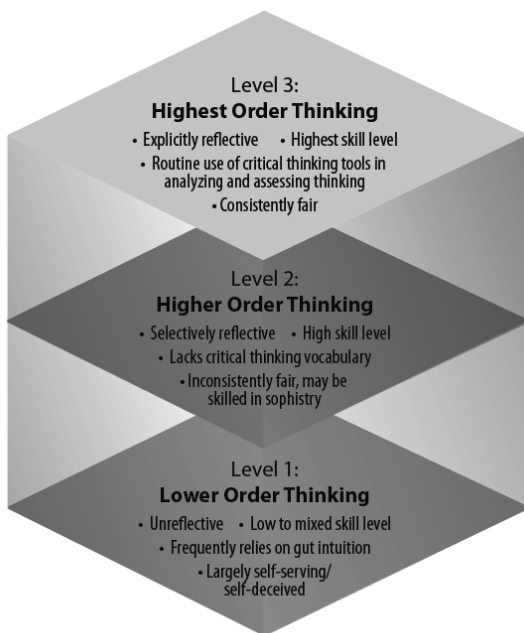 Level 3:
Highest Order Thinking
• Explicitly reflective • Highest skill level
• Routine use of critical thinking tools in
analyzing and assessing thinking
• Consistently fair
Level 2:
Higher Order Thinking
• Selectively reflective • High skill level
• Lacks critical thinking vocabulary
• Inconsistently fair, may be
skilled in sophistry
Level 1:
Lower Order Thinking
• Unreflective • Low to mixed skill level
• Frequently relies on gut intuition
• Largely self-serving/
self-deceived